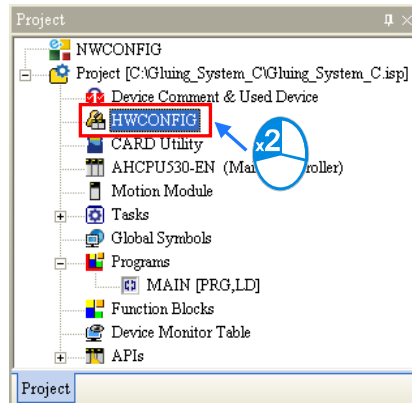 Project
NWCONFIG
Project [C:\Gluing_System_C\Gluing_System_C.isp]
Device Comment & Used Device
HWCONFIG
CARD Utility
x2
AHCPU530-EN (Main roller)
Motion Module
Tasks
Global Symbols
Programs
MAIN [PRG,LD]
Function Blocks
Device Monitor Table
APIs
Project